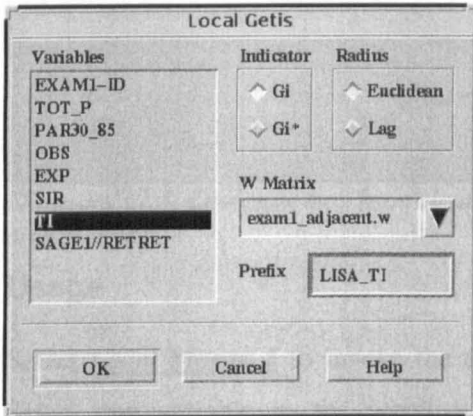 Local Getis
Variables
EXAM1-ID
TOT_P
PAR30_85
OBS
EXP
SIR
TI
SAGE1//RETRET
Indicator
Gi
Gi*
Radius
Euclidean
Lag
W Matrix
exam1_adjacent.w
Prefix
LISA_TI
OK
Cancel
Help